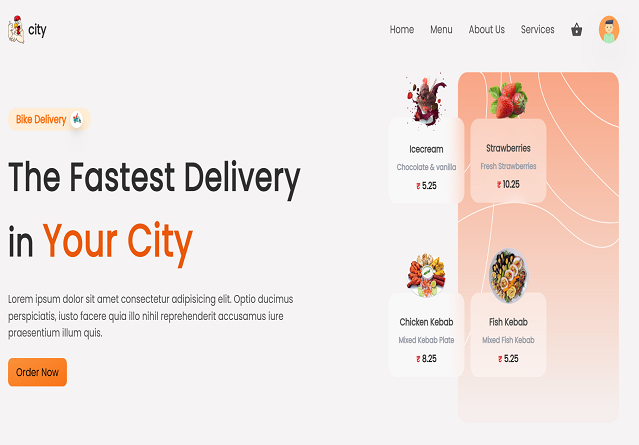 city
Home
Menu
About Us
Services
Bike Delivery
The Fastest Delivery
in Your City
Lorem ipsum dolor sit amet consectetur adipisicing elit. Optio ducimus
perspiciatis, iusto facere quia illo nihil reprehenderit accusamus iure
praesentium illum quis.
Order Now
Icecream
Chocolate & vanilla
₹ 5.25
Strawberries
Fresh Strawberries
₹ 10.25
Chicken Kebab
Mixed Kebab Plate
₹ 8.25
Fish Kebab
Mixed Fish Kebab
₹ 5.25